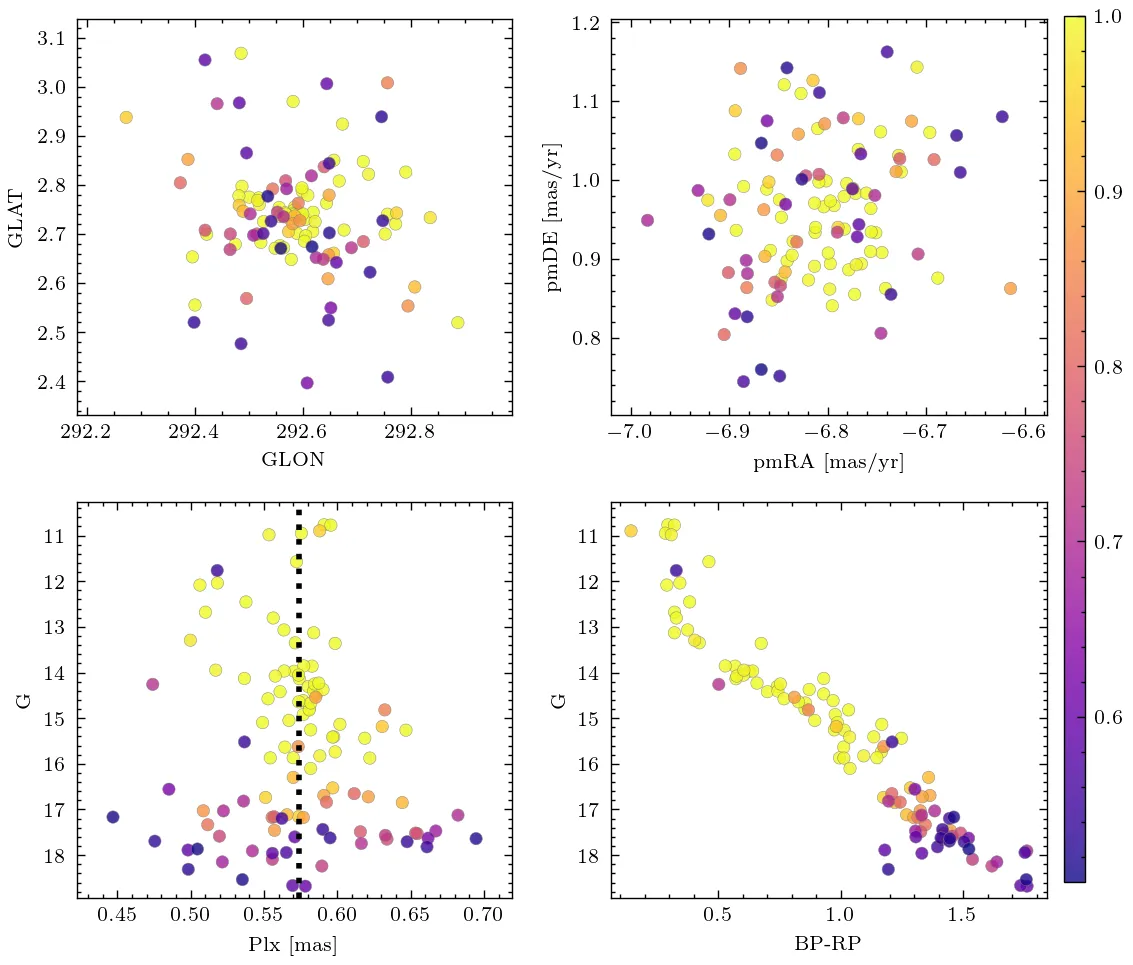 3.1
3.0
2.9
2.8
2.7
2.6
2.5
2.4
GLAT
292.2 292.4 292.6 292.8
GLON
1.2
1.1
1.0
0.9
0.8
pmDE [mas/yr]
−7.0 −6.9 −6.8 −6.7 −6.6
pmRA [mas/yr]
1.0
0.9
0.8
0.7
0.6
11
12
13
14
15
16
17
18
G
0.45 0.50 0.55 0.60 0.65 0.70
Plx [mas]
11
12
13
14
15
16
17
18
G
0.5 1.0 1.5
BP-RP